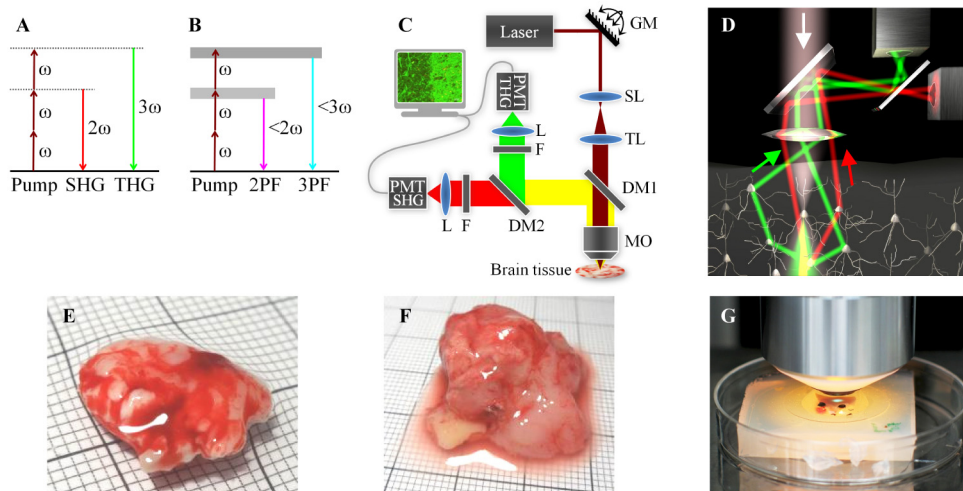 A
ω
ω
ω
2ω
3ω
Pump SHG THG
B
ω
ω
ω
<2ω
<3ω
Pump 2PF 3PF
C
Laser
GM
PMT
THG
SL
L
TL
F
PMT
SHG
DM1
L
F
DM2
MO
Brain tissue
D
E
F
G